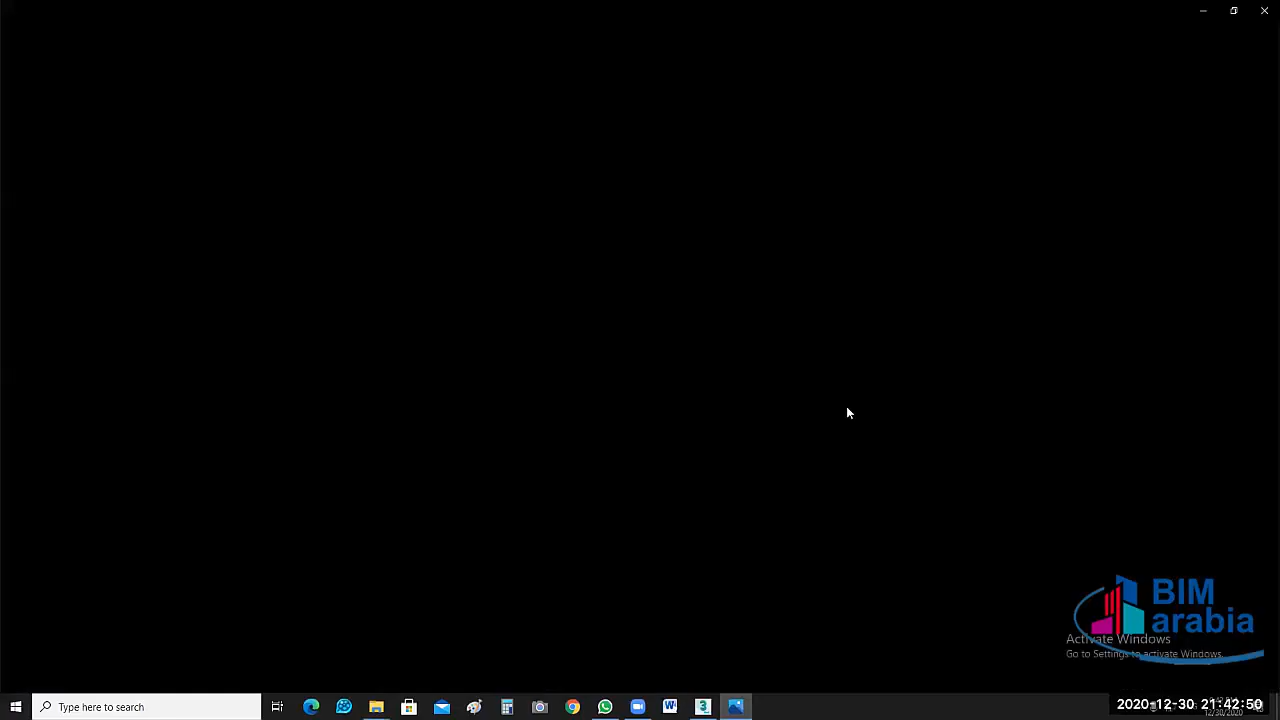 BIM
arabia
Activate Windows
Go to Settings to activate Windows.
Type here to search
2020-12-30 21:42:50